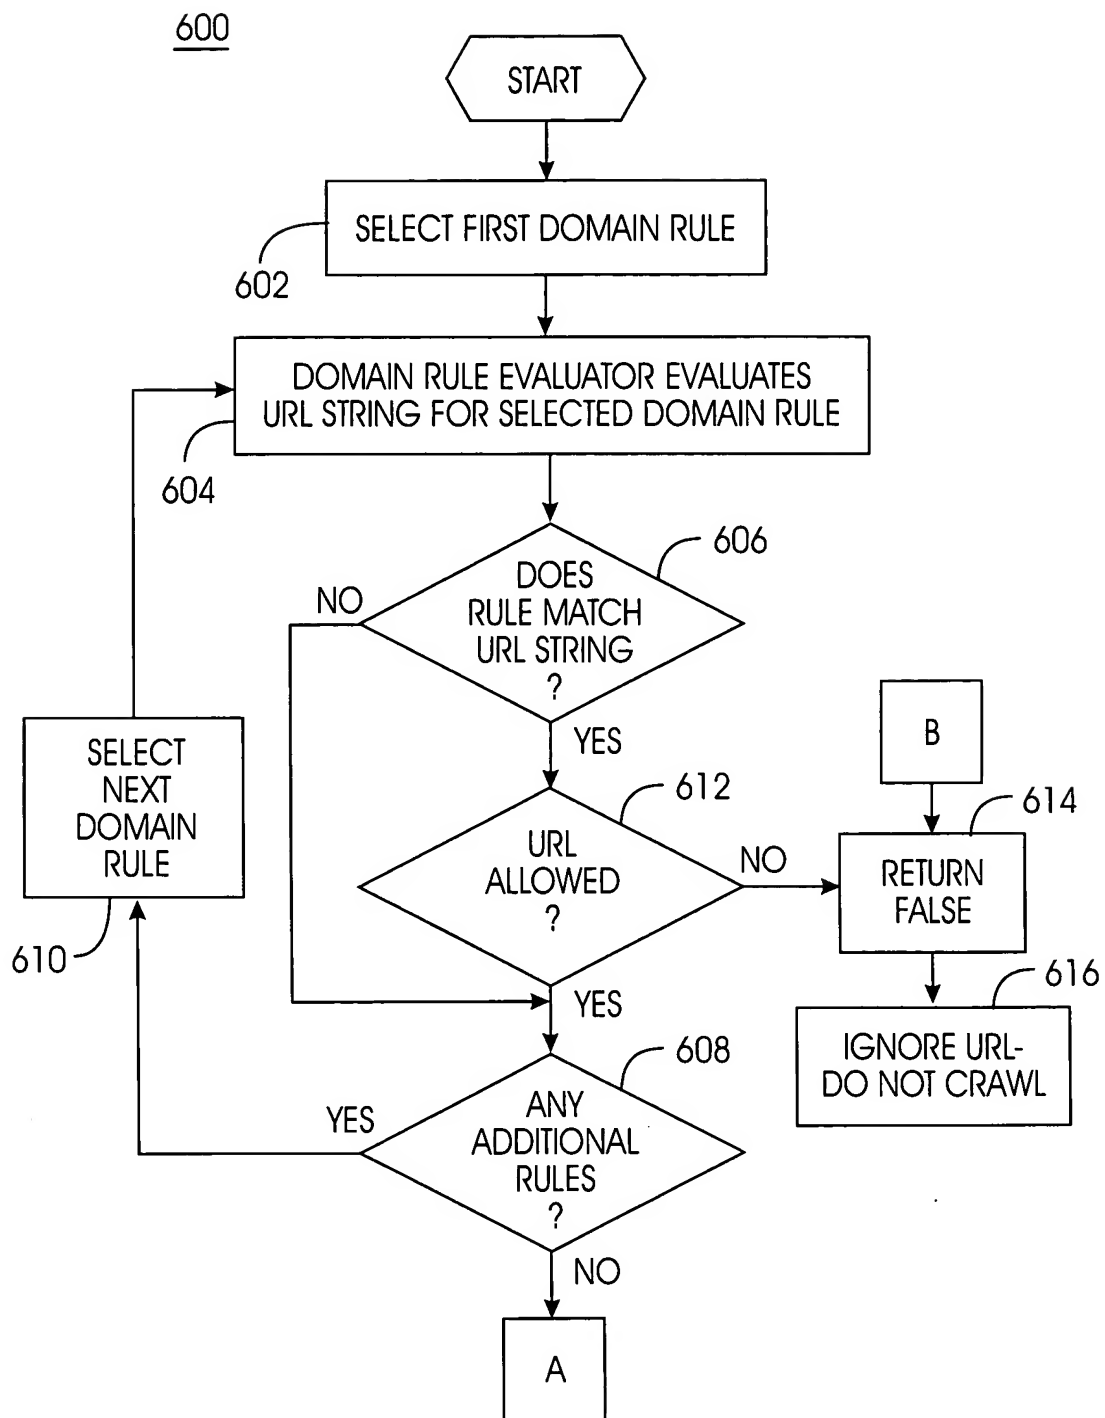 600
START
SELECT FIRST DOMAIN RULE
602
DOMAIN RULE EVALUATOR EVALUATES
URL STRING FOR SELECTED DOMAIN RULE
604
606
DOES
RULE MATCH
URL STRING
?
NO
YES
SELECT
NEXT
DOMAIN
RULE
610
612
URL
ALLOWED
?
NO
YES
B
614
RETURN
FALSE
616
IGNORE URL-
DO NOT CRAWL
608
ANY
ADDITIONAL
RULES
?
YES
NO
A